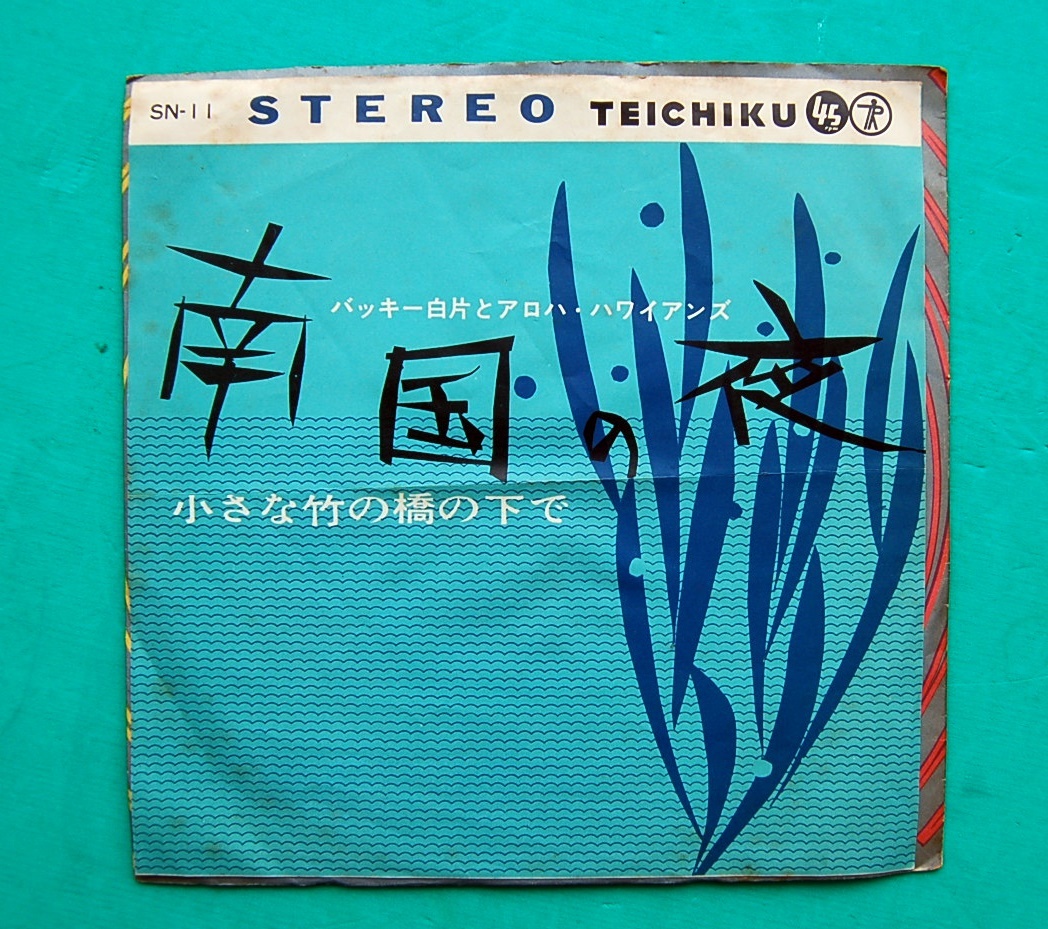 SN-11 STEREO TEICHIKU 45
バッキー白片とアロハ・ハワイアンズ
南国の夜
小さな竹の橋の下で